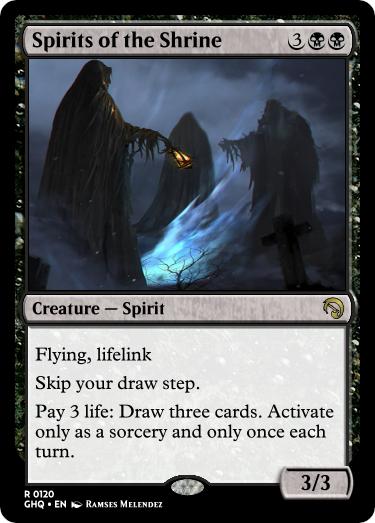 Spirits of the Shrine 3
Creature — Spirit
Flying, lifelink
Skip your draw step.
Pay 3 life: Draw three cards. Activate
only as a sorcery and only once each
turn.
3/3
R 0120
GHQ • EN Ramses Melendez